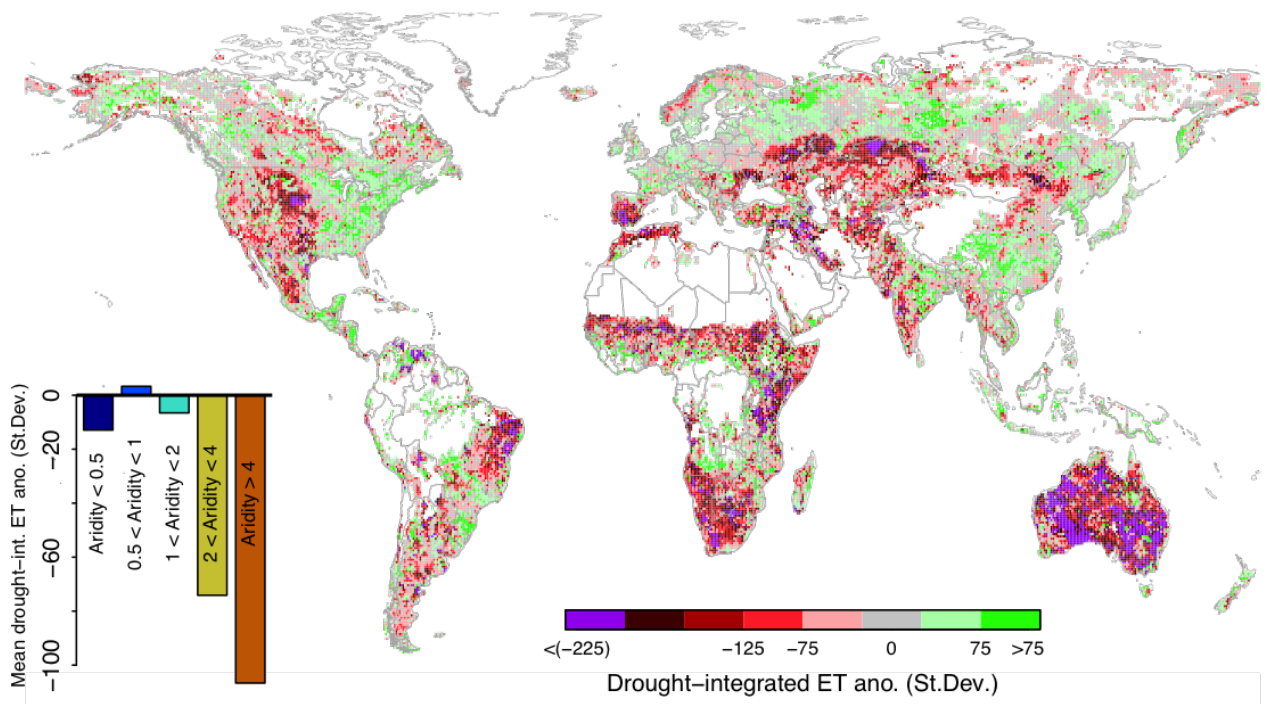 Mean drought−int. ET ano. (St.Dev.)
0
−20
−60
−100
Aridity < 0.5
0.5 < Aridity < 1
1 < Aridity < 2
2 < Aridity < 4
Aridity > 4
<(−225) −125 −75 0 75 >75
Drought−integrated ET ano. (St.Dev.)